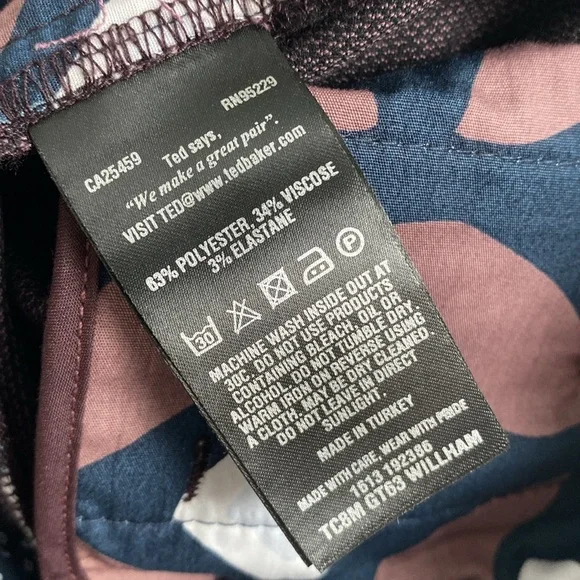 CA25459 RN95229
Ted says,
"We make a great pair".
VISIT TED@www.tedbaker.com
63% POLYESTER, 34% VISCOSE
3% ELASTANE
30 P
MACHINE WASH INSIDE OUT AT
30C. DO NOT USE PRODUCTS
CONTAINING BLEACH, OIL OR
ALCOHOL. DO NOT TUMBLE DRY.
WARM IRON ON REVERSE USING
A CLOTH. MAY BE DRY CLEANED
DO NOT LEAVE IN DIRECT
SUNLIGHT.
MADE IN TURKEY
MADE WITH CARE, WEAR WITH PRIDE
1613 192386
TC8M GT63 WILLHAM